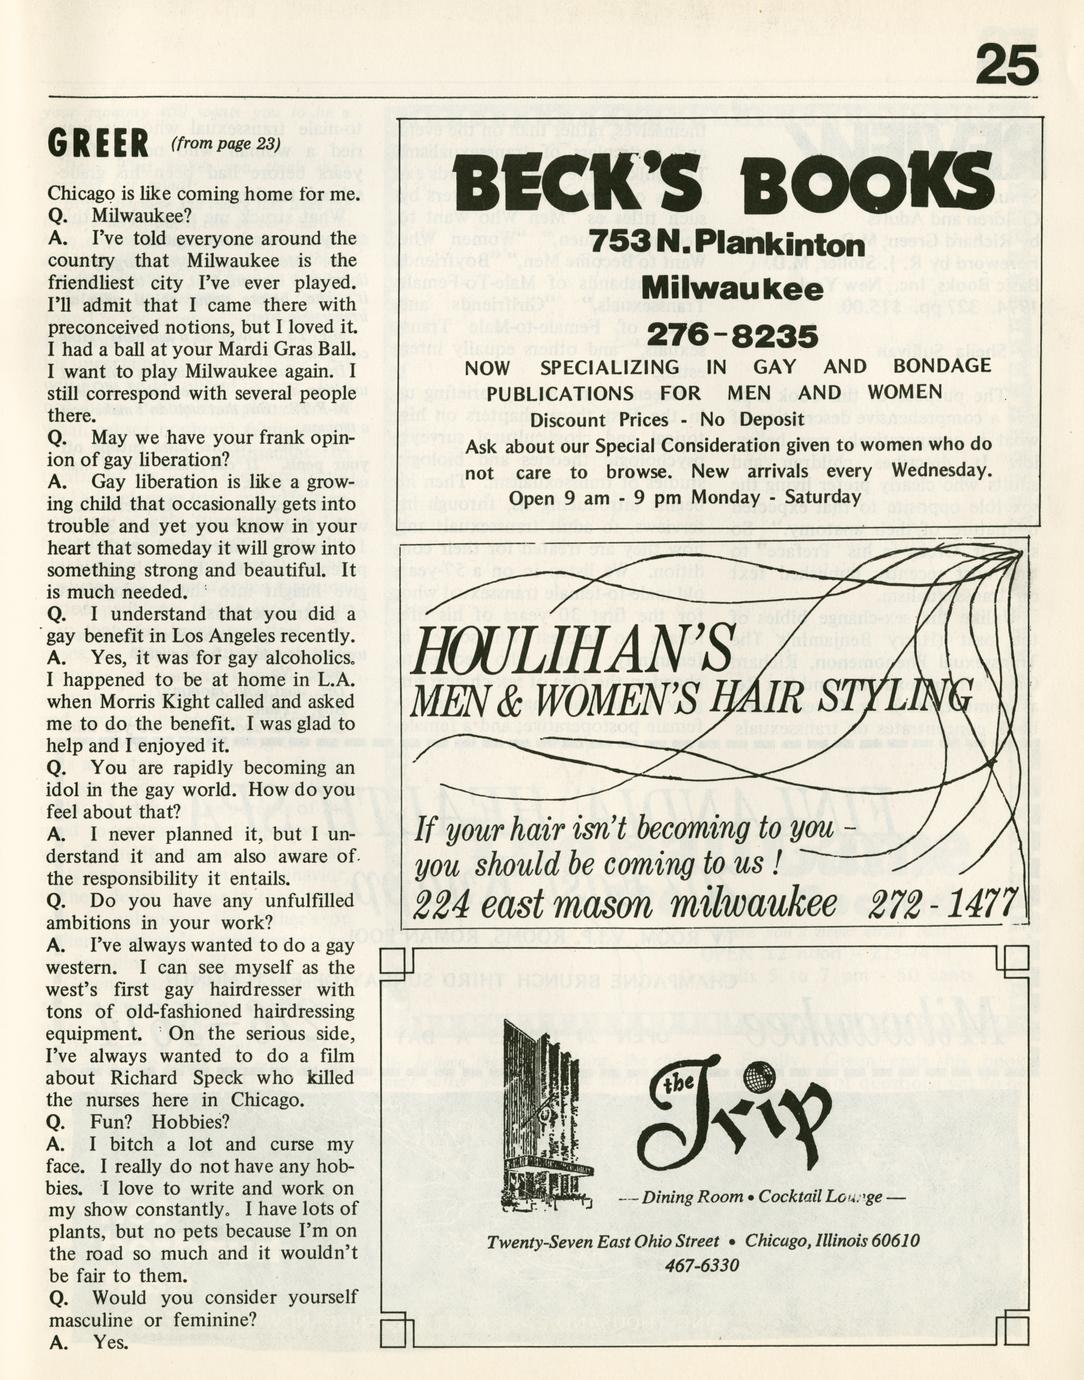 25
GREER (from page 23)
Chicago is like coming home for me.
Q. Milwaukee?
A. I've told everyone around the
country that Milwaukee is the
friendliest city I've ever played.
I'll admit that I came there with
preconceived notions, but I loved it.
I had a ball at your Mardi Gras Ball.
I want to play Milwaukee again. I
still correspond with several people
there.
Q. May we have your frank opin-
ion of gay liberation?
A. Gay liberation is like a grow-
ing child that occasionally gets into
trouble and yet you know in your
heart that someday it will grow into
something strong and beautiful. It
is much needed.
Q. I understand that you did a
gay benefit in Los Angeles recently.
A. Yes, it was for gay alcoholics.
I happened to be at home in L.A.
when Morris Kight called and asked
me to do the benefit. I was glad to
help and I enjoyed it.
Q. You are rapidly becoming an
idol in the gay world. How do you
feel about that?
A. I never planned it, but I un-
derstand it and am also aware of
the responsibility it entails.
Q. Do you have any unfulfilled
ambitions in your work?
A. I've always wanted to do a gay
western. I can see myself as the
west's first gay hairdresser with
tons of old-fashioned hairdressing
equipment. On the serious side,
I've always wanted to do a film
about Richard Speck who killed
the nurses here in Chicago.
Q. Fun? Hobbies?
A. I bitch a lot and curse my
face. I really do not have any hob-
bies. I love to write and work on
my show constantly. I have lots of
plants, but no pets because I'm on
the road so much and it wouldn't
be fair to them.
Q. Would you consider yourself
masculine or feminine?
A. Yes.
BECK'S BOOKS
753 N. Plankinton
Milwaukee
276-8235
NOW SPECIALIZING IN GAY AND BONDAGE
PUBLICATIONS FOR MEN AND WOMEN
Discount Prices - No Deposit
Ask about our Special Consideration given to women who do
not care to browse. New arrivals every Wednesday.
Open 9 am - 9 pm Monday - Saturday
HOULIHAN'S
MEN & WOMEN'S HAIR STYLING
If your hair isn't becoming to you -
you should be coming to us !
224 east mason milwaukee 272-1477
the Trip
— Dining Room • Cocktail Lounge —
Twenty-Seven East Ohio Street • Chicago, Illinois 60610
467-6330